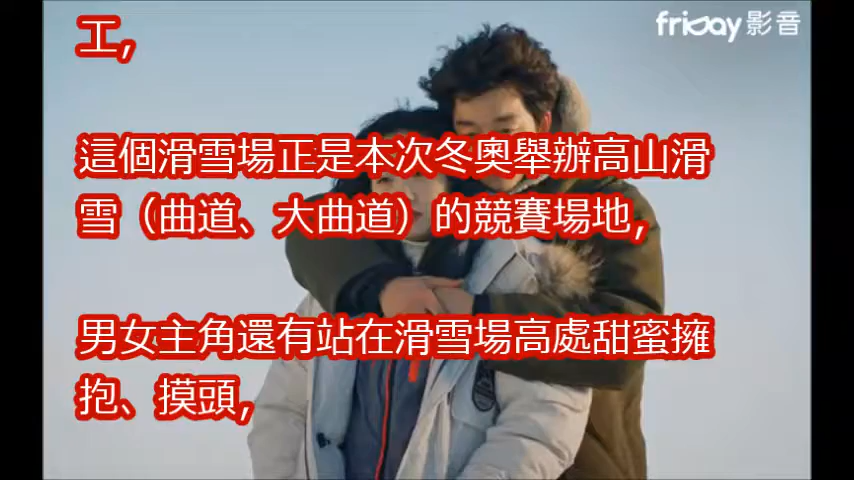 friDay影音
工,
這個滑雪場正是本次冬奧舉辦高山滑
雪（曲道、大曲道）的競賽場地,
男女主角還有站在滑雪場高處甜蜜擁
抱、摸頭,